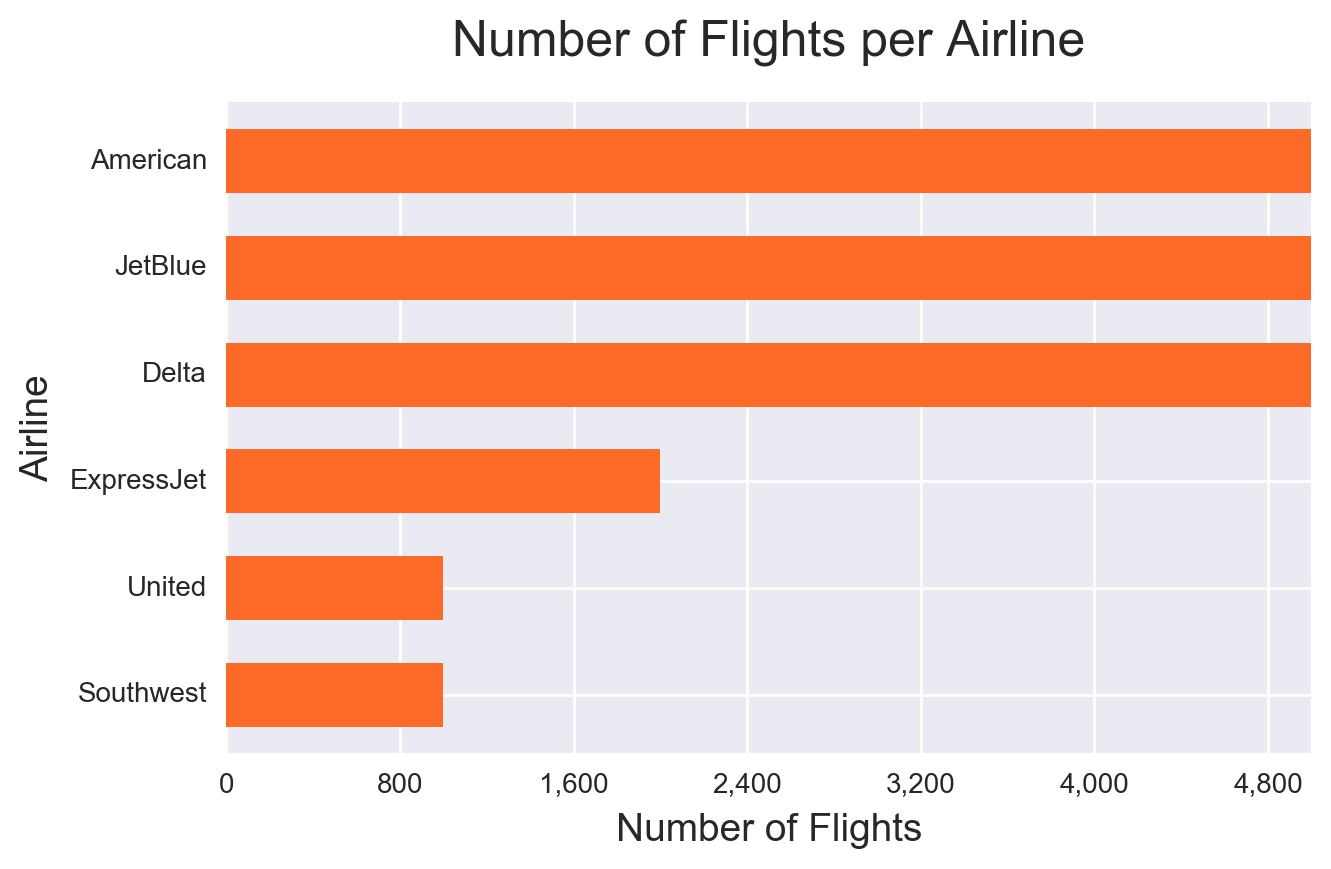 Number of Flights per Airline
American
JetBlue
Delta
ExpressJet
United
Southwest
Airline
0 800 1,600 2,400 3,200 4,000 4,800
Number of Flights